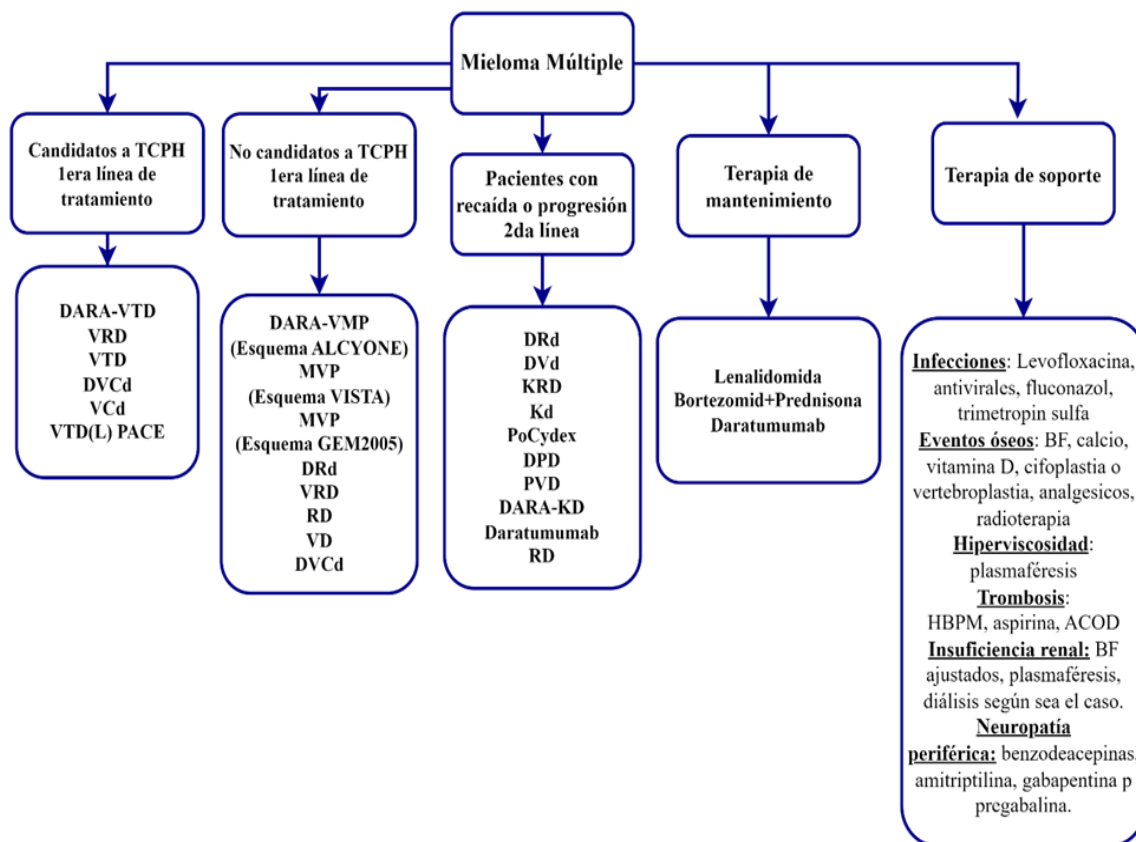 Mieloma Múltiple
Candidatos a TCPH
1era línea de
tratamiento
DARA-VTD
VRD
VTD
DVCd
VCd
VTD(L) PACE
No candidatos a TCPH
1era línea de
tratamiento
DARA-VMP
(Esquema ALCYONE)
MVP
(Esquema VISTA)
MVP
(Esquema GEM2005)
DRd
VRD
RD
VD
DVCd
Pacientes con
recaída o progresión
2da línea
DRd
DVd
KRD
Kd
PoCydex
DPD
PVD
DARA-KD
Daratumumab
RD
Terapia de
mantenimiento
Lenalidomida
Bortezomid+Prednisona
Daratumumab
Terapia de soporte
Infecciones: Levofloxacina,
antivirales, fluconazol,
trimetropin sulfa
Eventos óseos: BF, calcio,
vitamina D, cifoplastia o
vertebroplastia, analgesicos,
radioterapia
Hiperviscosidad:
plasmaféresis
Trombosis:
HBPM, aspirina, ACOD
Insuficiencia renal: BF
ajustados, plasmaféresis,
diálisis según sea el caso.
Neuropatía
periférica: benzodeacepinas,
amitriptilina, gabapentina p
pregabalina.